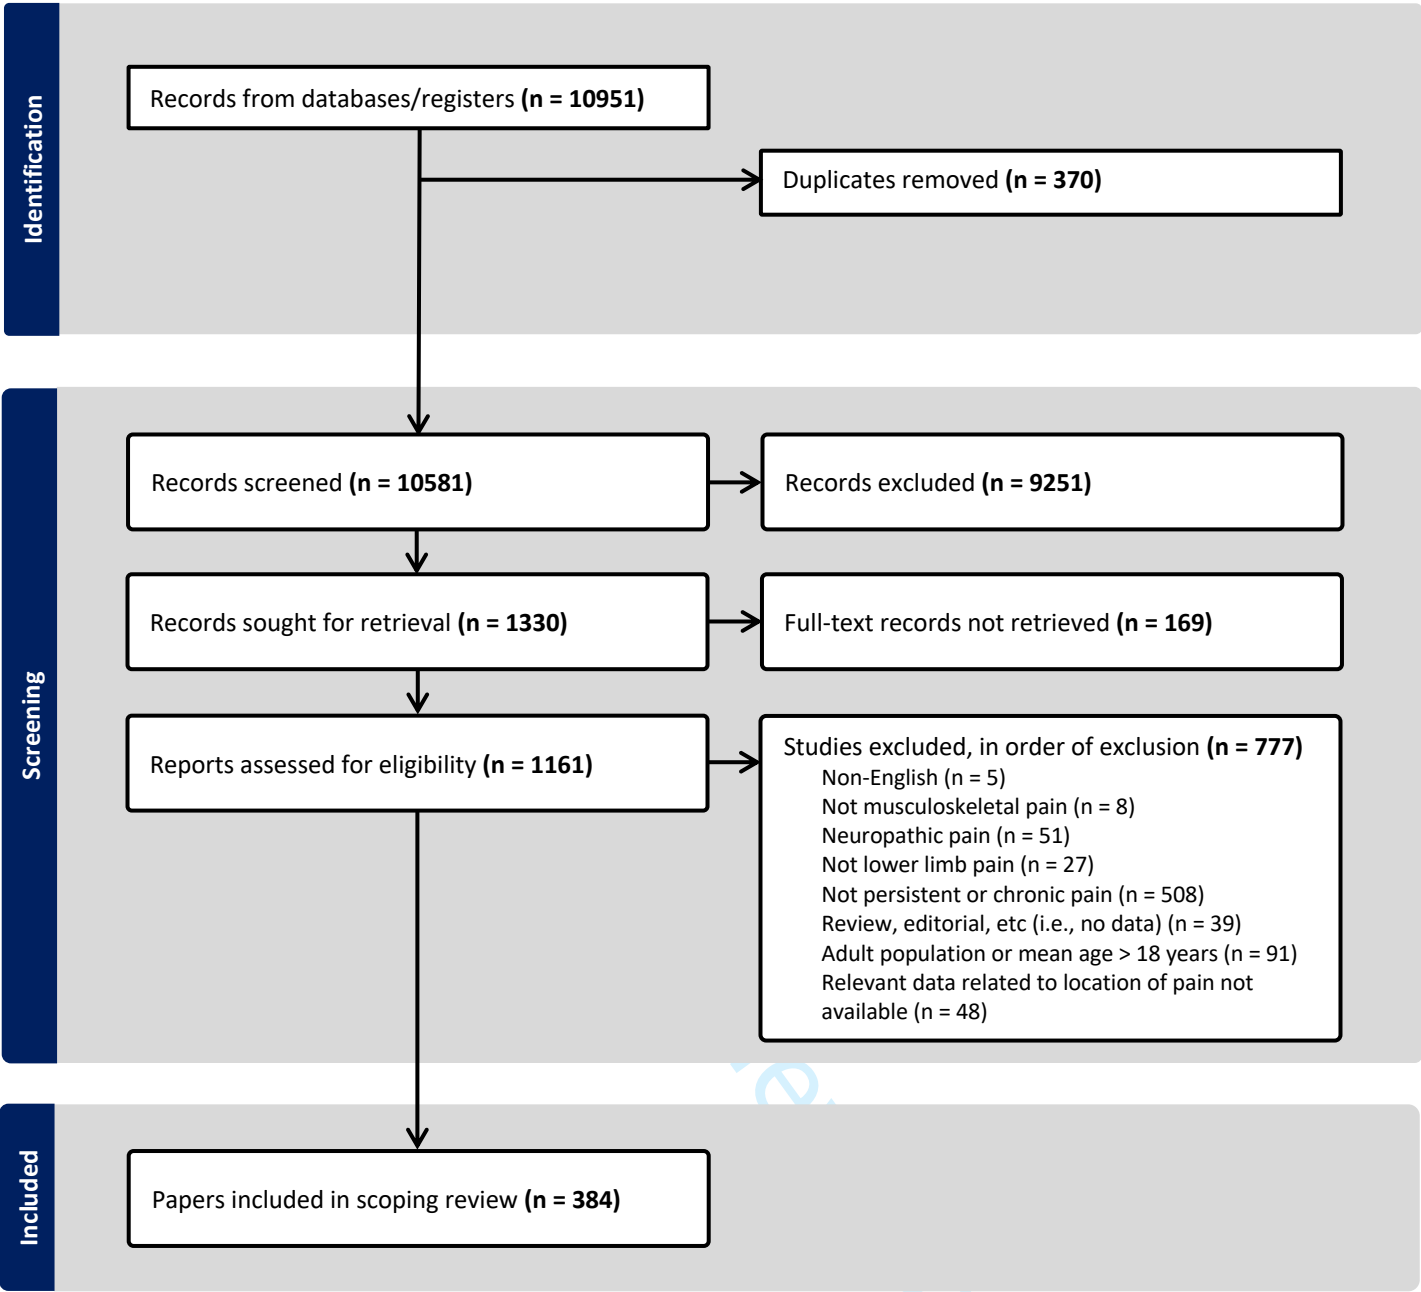 Identification
Records from databases/registers (n = 10951)
Duplicates removed (n = 370)
Screening
Records screened (n = 10581)
Records excluded (n = 9251)
Records sought for retrieval (n = 1330)
Full-text records not retrieved (n = 169)
Reports assessed for eligibility (n = 1161)
Studies excluded, in order of exclusion (n = 777)
Non-English (n = 5)
Not musculoskeletal pain (n = 8)
Neuropathic pain (n = 51)
Not lower limb pain (n = 27)
Not persistent or chronic pain (n = 508)
Review, editorial, etc (i.e., no data) (n = 39)
Adult population or mean age > 18 years (n = 91)
Relevant data related to location of pain not
available (n = 48)
Included
Papers included in scoping review (n = 384)